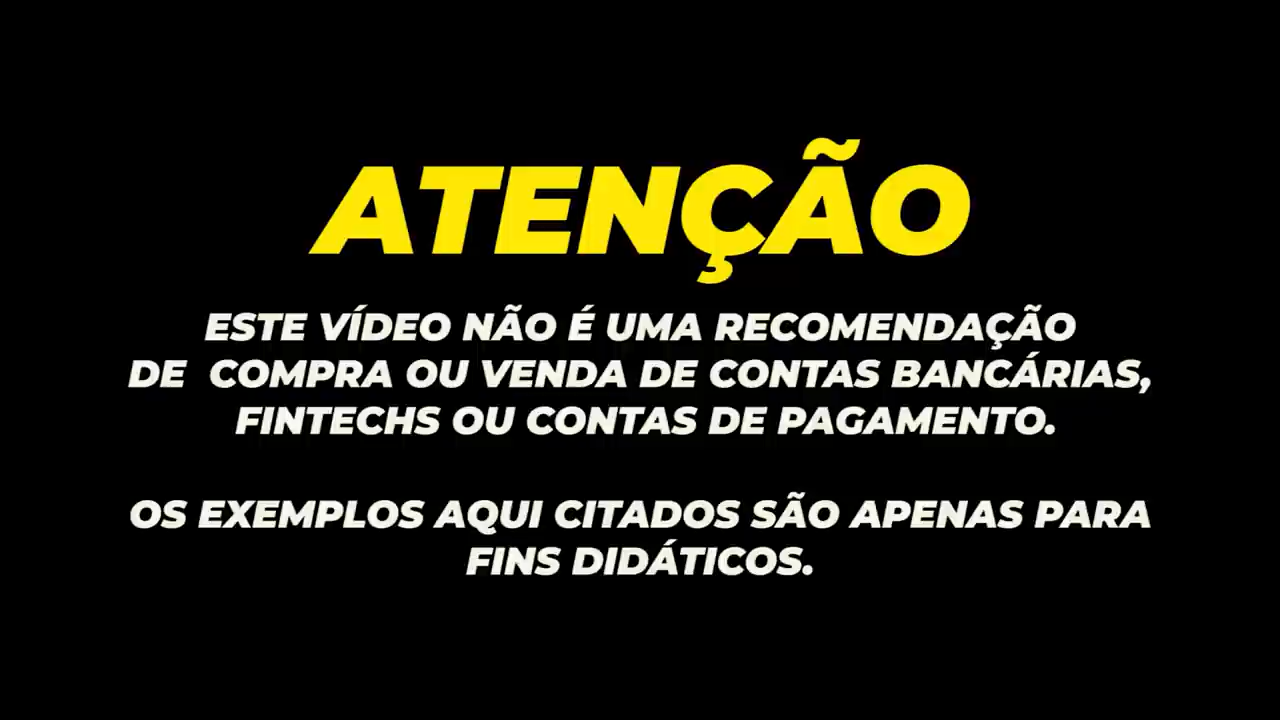 ATENÇÃO
ESTE VÍDEO NÃO É UMA RECOMENDAÇÃO
DE COMPRA OU VENDA DE CONTAS BANCÁRIAS,
FINTECHS OU CONTAS DE PAGAMENTO.
OS EXEMPLOS AQUI CITADOS SÃO APENAS PARA
FINS DIDÁTICOS.